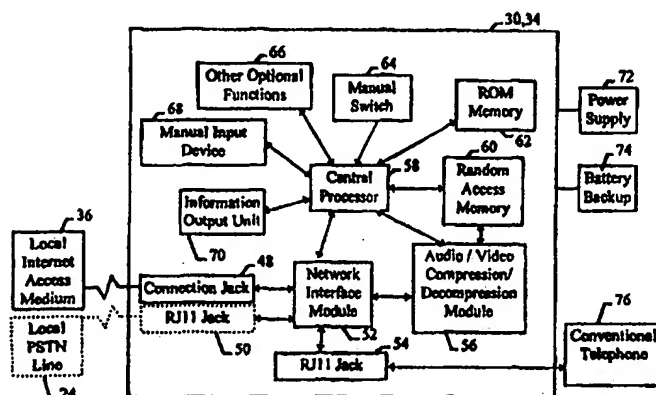 30,34
66
Other Optional
Functions
64
Manual
Switch
ROM
Memory
62
72
Power
Supply
68
Manual Input
Device
58
Central
Processor
60
Random
Access
Memory
74
Battery
Backup
Information
Output Unit
70
36
Local
Internet
Access
Medium
48
Connection Jack
RJ11 Jack
50
Network
Interface
Module
52
Audio / Video
Compression/
Decompression
Module
56
Local
PSTN
Line
54
RJ11 Jack
76
Conventional
Telephone